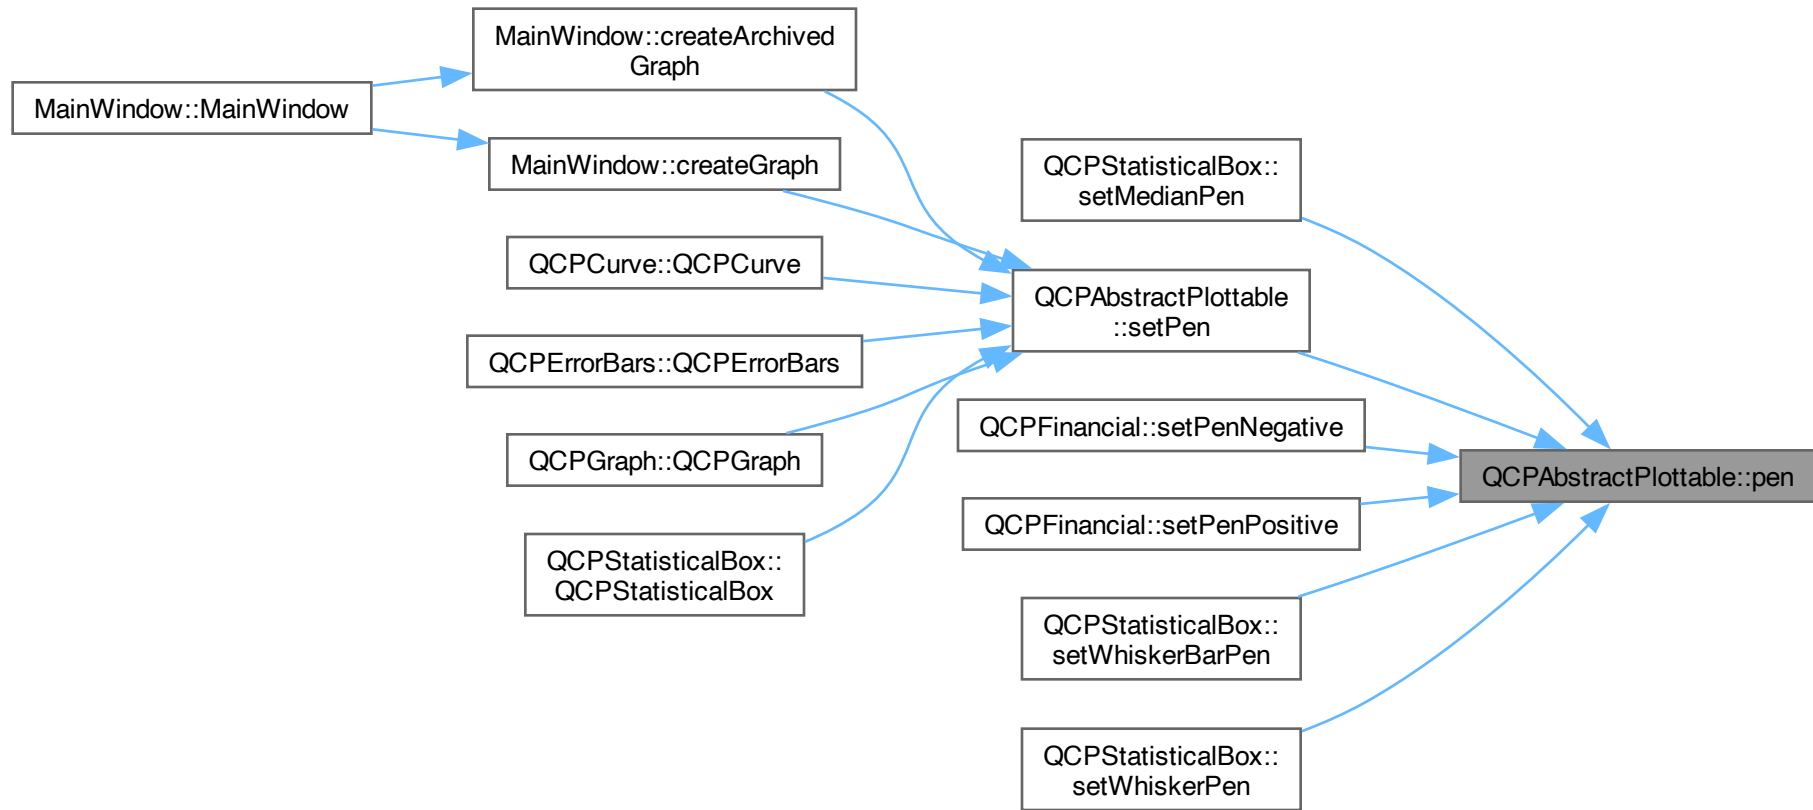 MainWindow::MainWindow
MainWindow::createArchived
Graph
MainWindow::createGraph
QCPCurve::QCPCurve
QCPErrorBars::QCPErrorBars
QCPGraph::QCPGraph
QCPStatisticalBox::
QCPStatisticalBox
QCPStatisticalBox::
setMedianPen
QCPAbstractPlottable
::setPen
QCPFinancial::setPenNegative
QCPFinancial::setPenPositive
QCPStatisticalBox::
setWhiskerBarPen
QCPStatisticalBox::
setWhiskerPen
QCPAbstractPlottable::pen